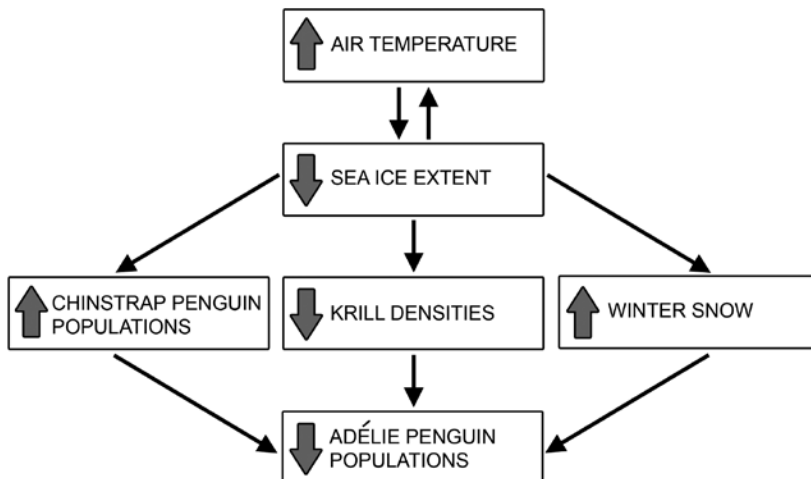 AIR TEMPERATURE
SEA ICE EXTENT
CHINSTRAP PENGUIN
POPULATIONS
KRILL DENSITIES
WINTER SNOW
ADÉLIE PENGUIN
POPULATIONS